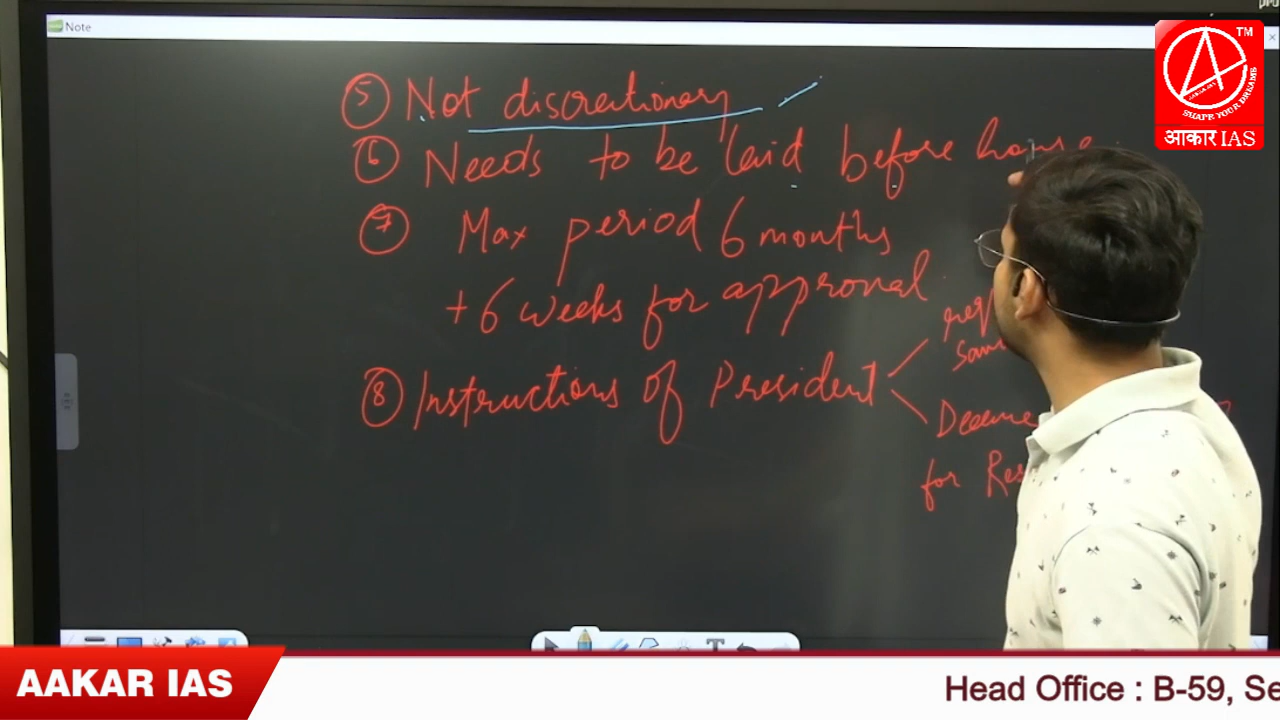 Note
TM
SHAPE YOUR DREAMS
आकार IAS
⑤ Not discretionary
⑥ Needs to be laid before house
⑦ Max period 6 months
+ 6 weeks for approval
⑧ Instructions of President
for
AAKAR IAS
Head Office : B-59, Se